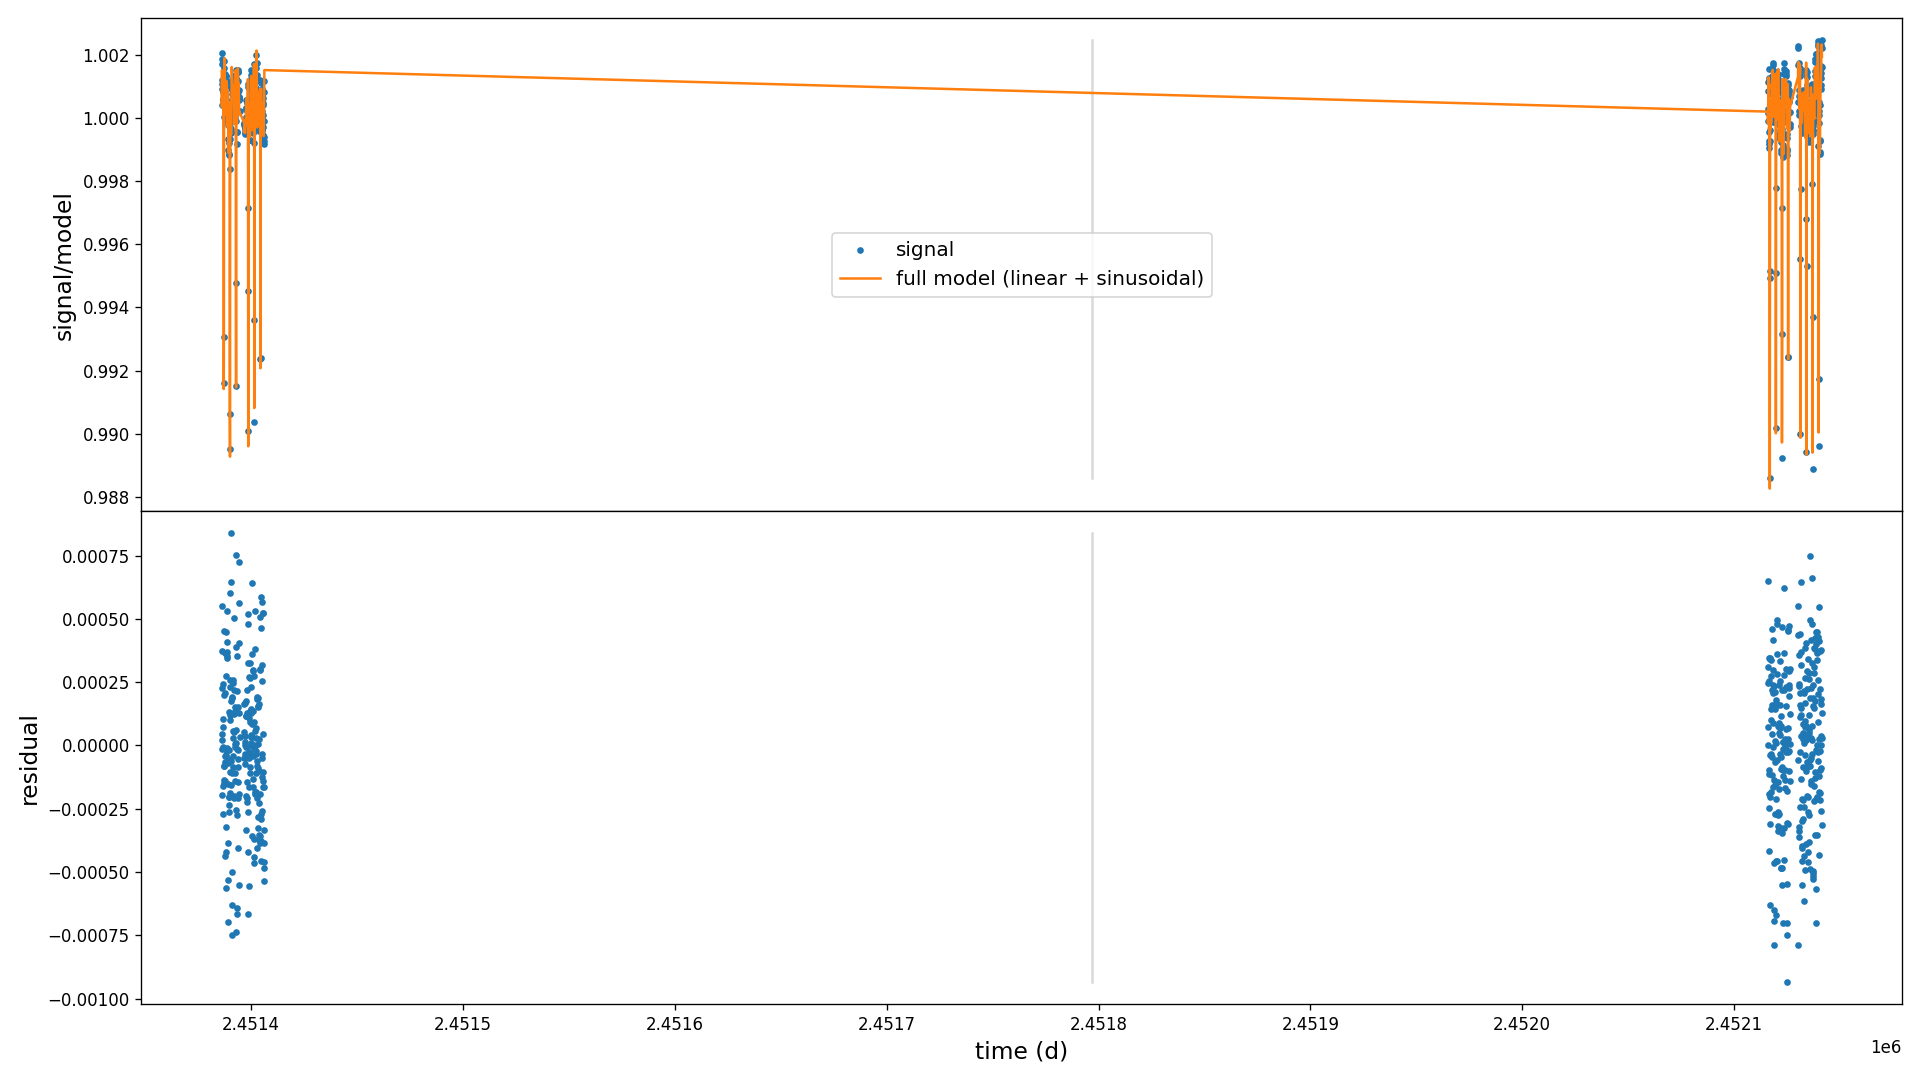 1.002
1.000
0.998
0.996
0.994
0.992
0.990
0.988
signal/model
signal
full model (linear + sinusoidal)
0.00075
0.00050
0.00025
0.00000
−0.00025
−0.00050
−0.00075
−0.00100
residual
2.4514 2.4515 2.4516 2.4517 2.4518 2.4519 2.4520 2.4521
1e6
time (d)